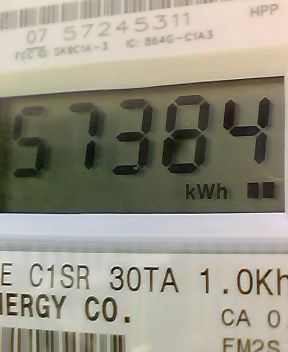 HPP
07 57245311
FCC ID: SK9C1A-3 IC: 864G-C1A3
57384
kWh
E C1SR 30TA 1.0Kh
NERGY CO.
CA 0
EM2S